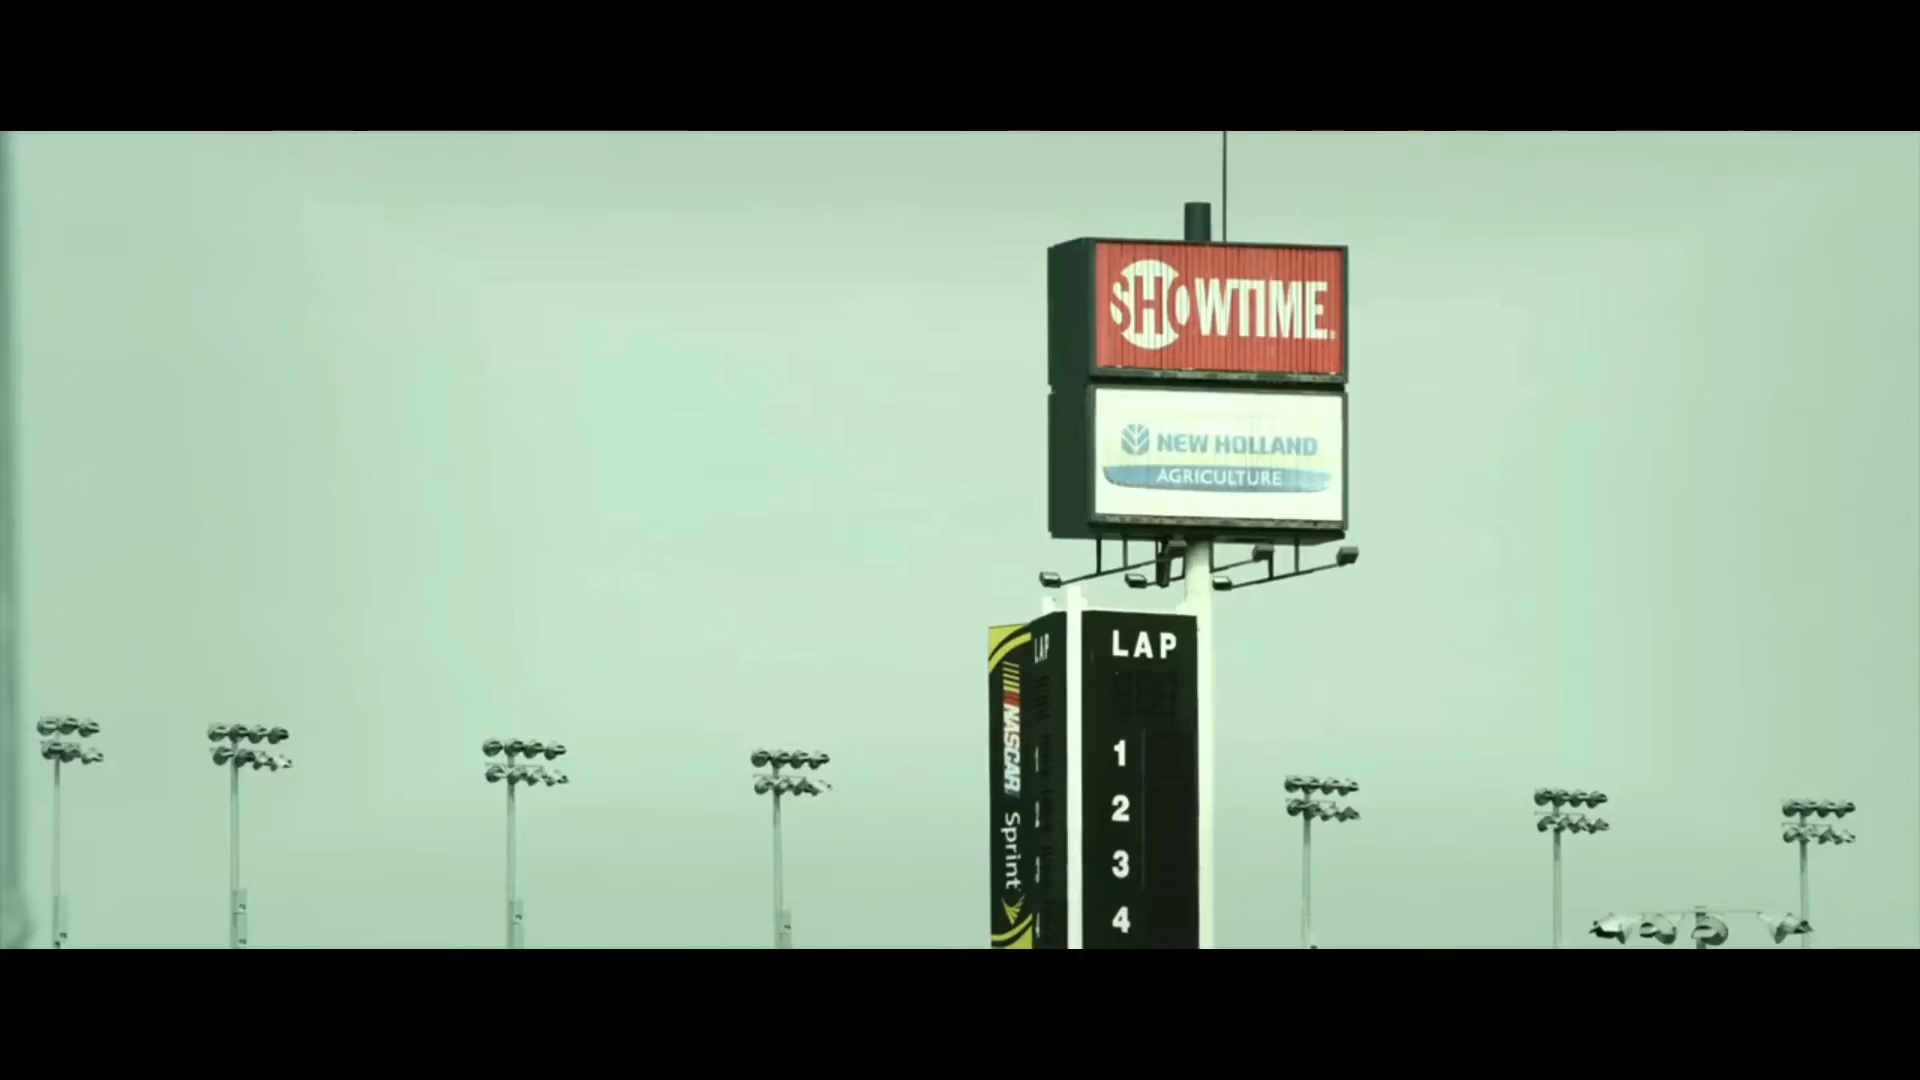 SHOWTIME
NEW HOLLAND
AGRICULTURE
LAP
LAP
NASCAR Sprint
1
2
3
4